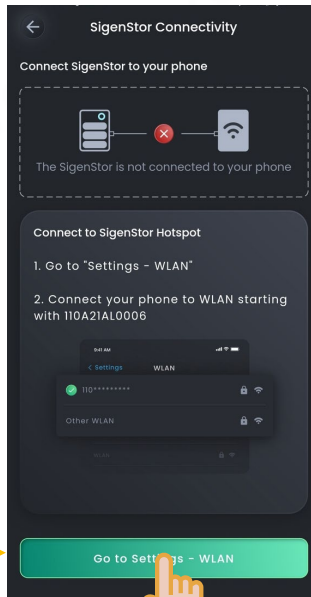 SigenStor Connectivity
Connect SigenStor to your phone
The SigenStor is not connected to your phone
Connect to SigenStor Hotspot
1. Go to "Settings - WLAN"
2. Connect your phone to WLAN starting
with 110A21AL0006
9:41 AM
< Settings
WLAN
110*********
Other WLAN
WLAN
Go to Settings - WLAN